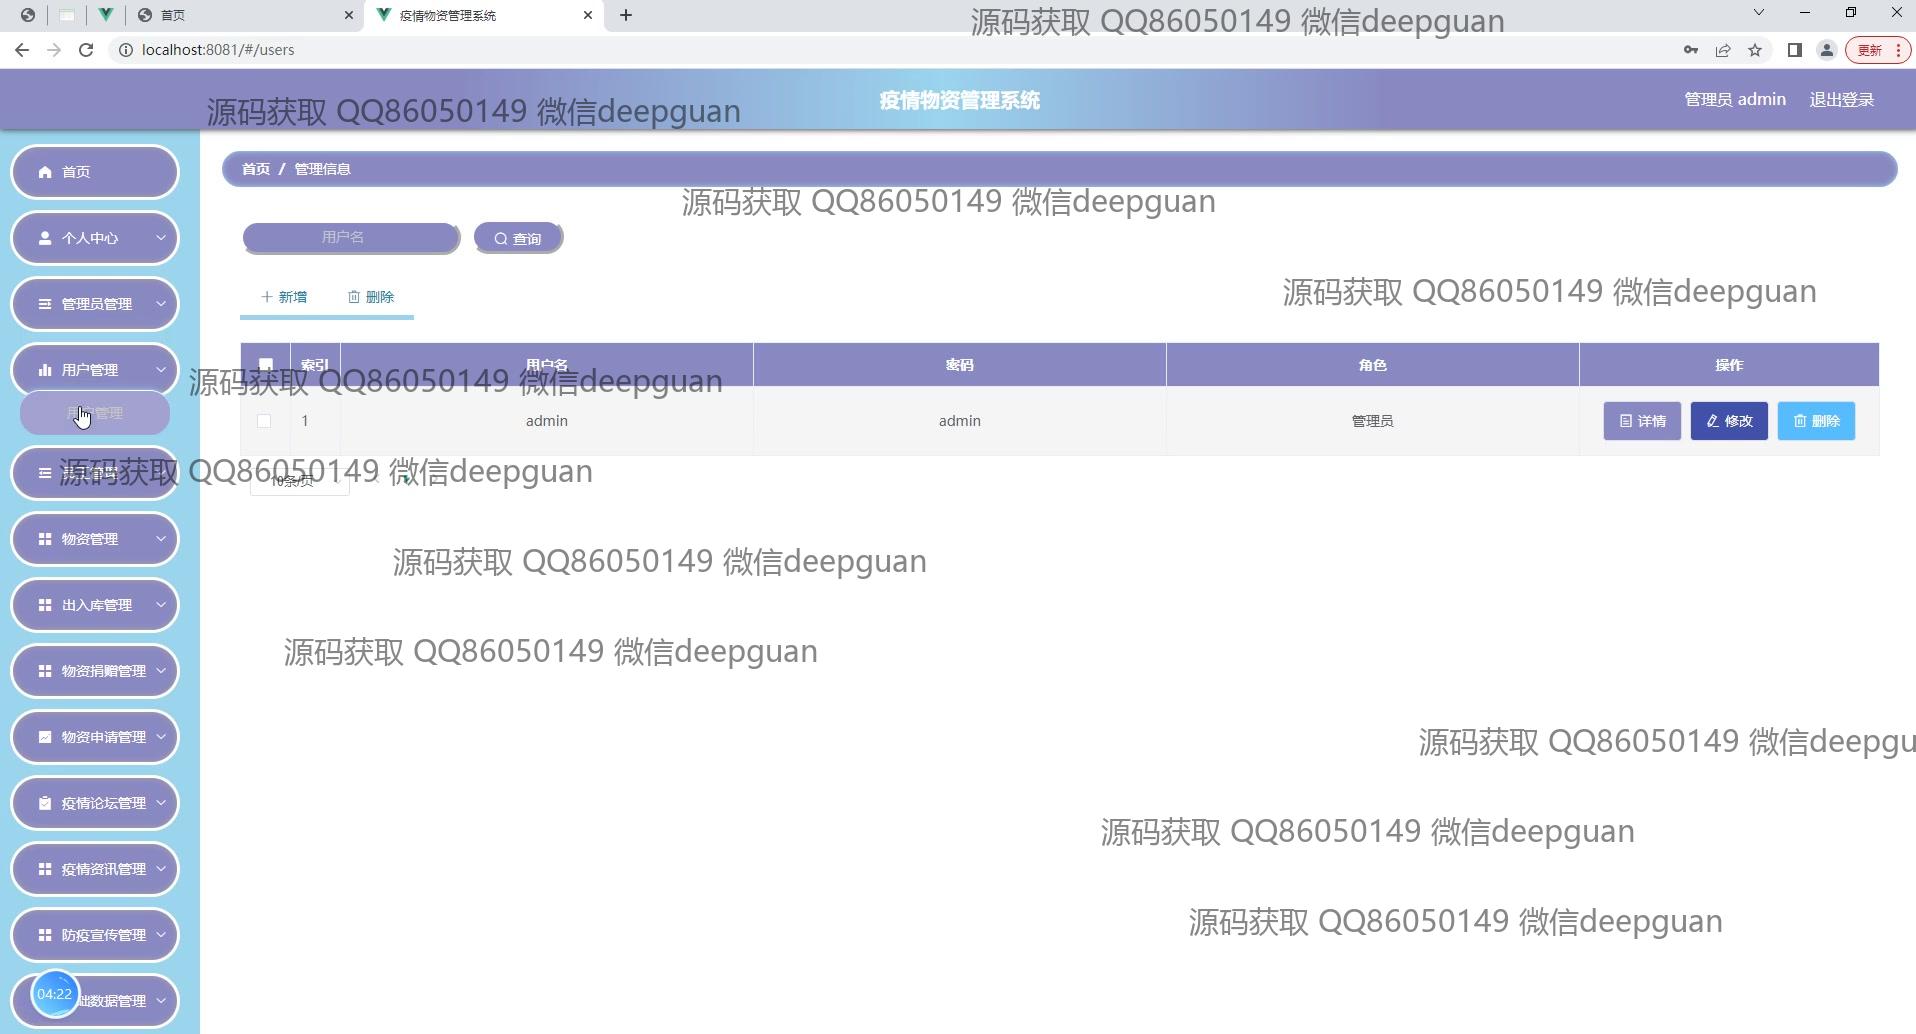 首页
疫情物资管理系统
源码获取 QQ86050149 微信deepguan
localhost:8081/#/users
更新
源码获取 QQ86050149 微信deepguan
疫情物资管理系统
管理员 admin
退出登录
首页
首页 / 管理信息
源码获取 QQ86050149 微信deepguan
个人中心
用户名
查询
管理员管理
新增
删除
源码获取 QQ86050149 微信deepguan
用户管理
索引
用户名
密码
角色
操作
源码获取 QQ86050149 微信deepguan
用户管理
1
admin
admin
管理员
详情
修改
删除
源码获取 QQ86050149 微信deepguan
10条/页
物资管理
源码获取 QQ86050149 微信deepguan
出入库管理
源码获取 QQ86050149 微信deepguan
物资捐赠管理
物资申请管理
源码获取 QQ86050149 微信deepgu
疫情论坛管理
源码获取 QQ86050149 微信deepguan
疫情资讯管理
防疫宣传管理
源码获取 QQ86050149 微信deepguan
04:22
础数据管理